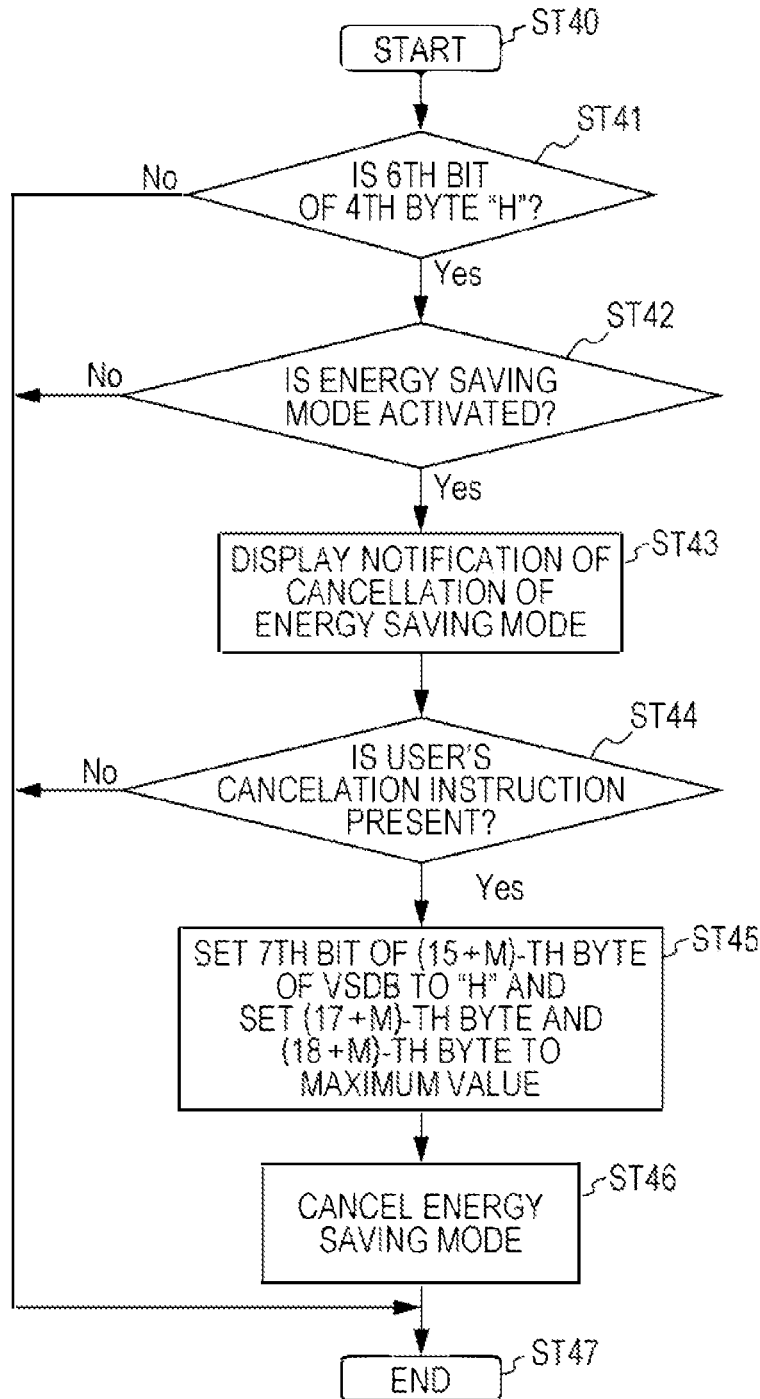 ST40
START
ST41
No
IS 6TH BIT
OF 4TH BYTE "H"?
Yes
ST42
No
IS ENERGY SAVING
MODE ACTIVATED?
Yes
ST43
DISPLAY NOTIFICATION OF
CANCELLATION OF
ENERGY SAVING MODE
ST44
No
IS USER'S
CANCELATION INSTRUCTION
PRESENT?
Yes
ST45
SET 7TH BIT OF (15+M)-TH BYTE
OF VSDB TO "H" AND
SET (17+M)-TH BYTE AND
(18+M)-TH BYTE TO
MAXIMUM VALUE
ST46
CANCEL ENERGY
SAVING MODE
ST47
END